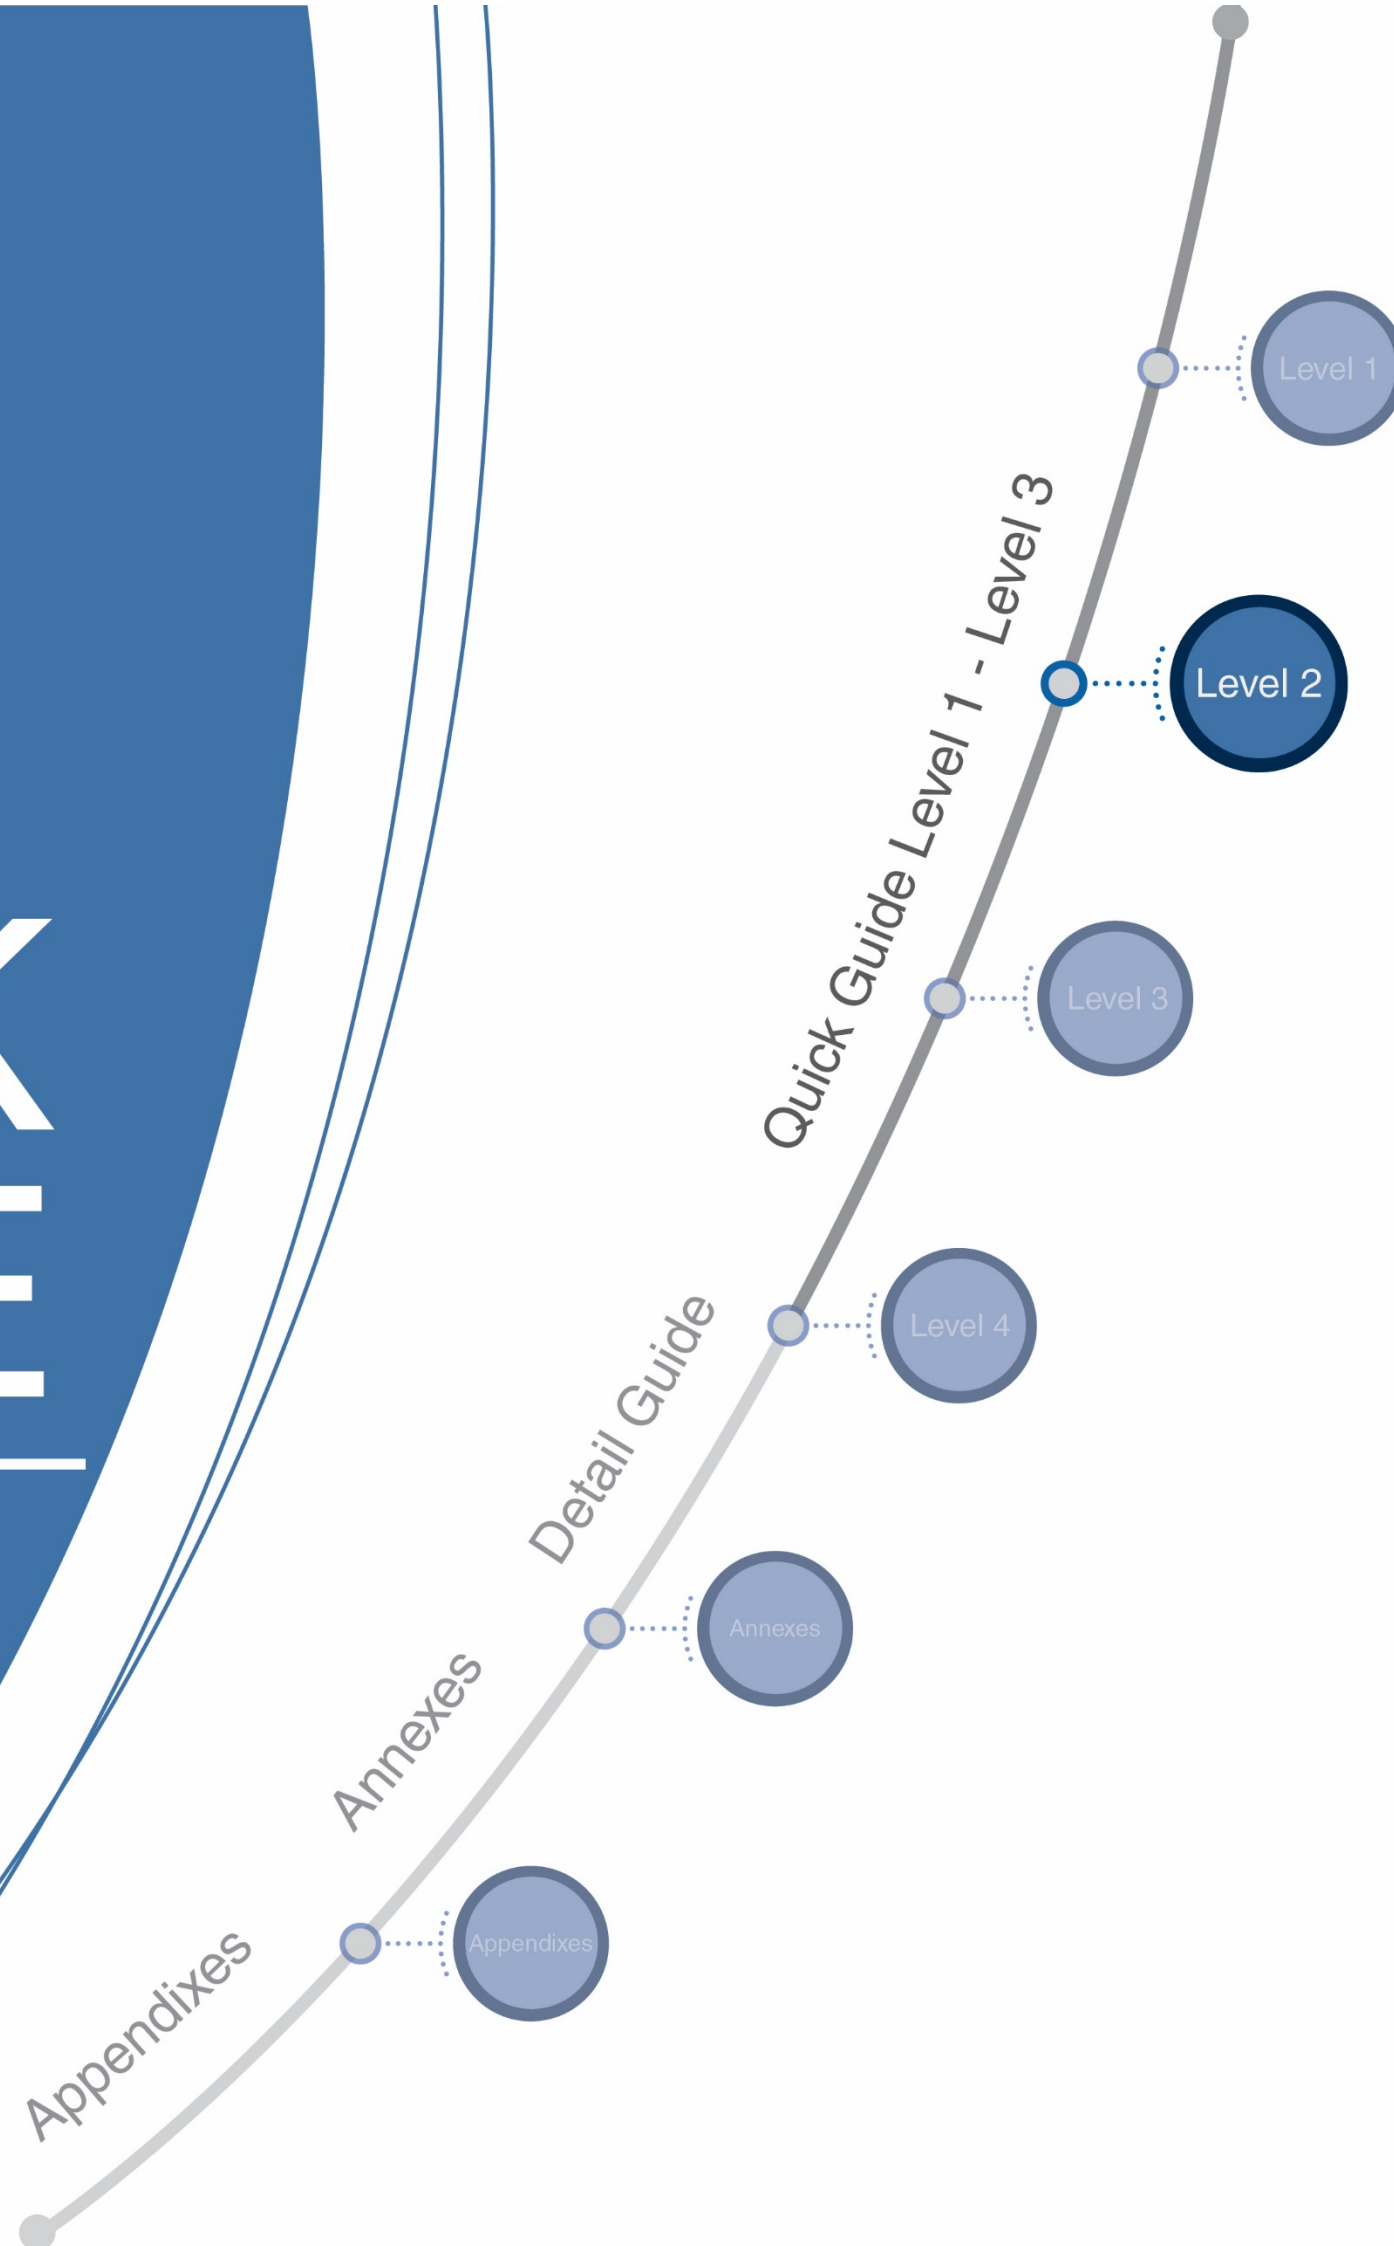 Level 1
Quick Guide Level 1 - Level 3
Level 2
Level 3
Detail Guide
Level 4
Annexes
Annexes
Appendixes
Appendixes